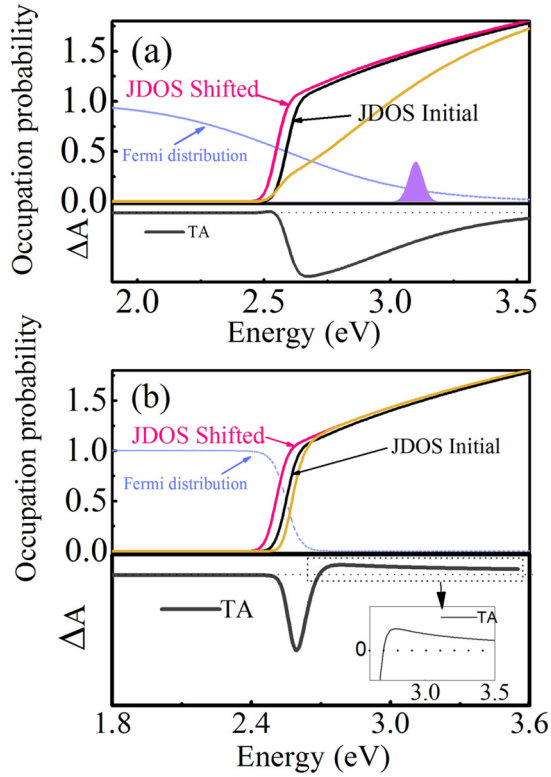 (a)
JDOS Shifted
JDOS Initial
Fermi distribution
Occupation probability
1.5
1.0
0.5
0.0
ΔA
TA
2.0 2.5 3.0 3.5
Energy (eV)
(b)
JDOS Shifted
JDOS Initial
Fermi distribution
Occupation probability
1.5
1.0
0.5
0.0
ΔA
TA
TA
0
3.0 3.5
1.8 2.4 3.0 3.6
Energy (eV)